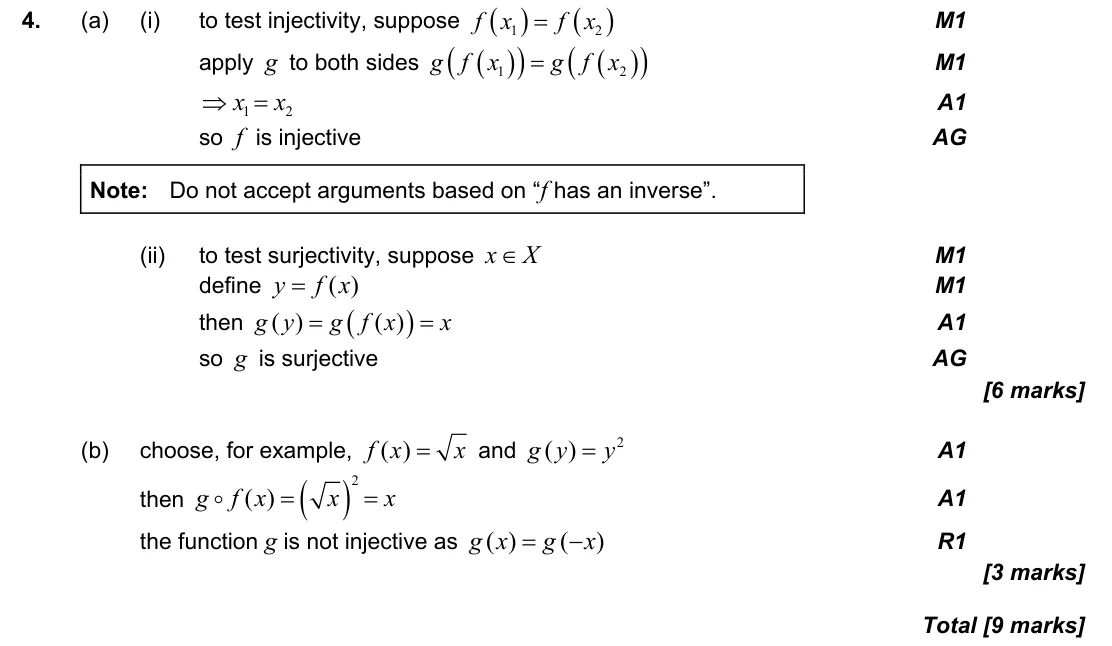 4. (a) (i) to test injectivity, suppose f(x₁) = f(x₂) M1
apply g to both sides g(f(x₁)) = g(f(x₂)) M1
⇒ x₁ = x₂ A1
so f is injective AG
Note: Do not accept arguments based on “f has an inverse”.
(ii) to test surjectivity, suppose x ∈ X M1
define y = f(x) M1
then g(y) = g(f(x)) = x A1
so g is surjective AG
[6 marks]
(b) choose, for example, f(x) = √x and g(y) = y² A1
then g ∘ f(x) = (√x)² = x A1
the function g is not injective as g(x) = g(−x) R1
[3 marks]
Total [9 marks]